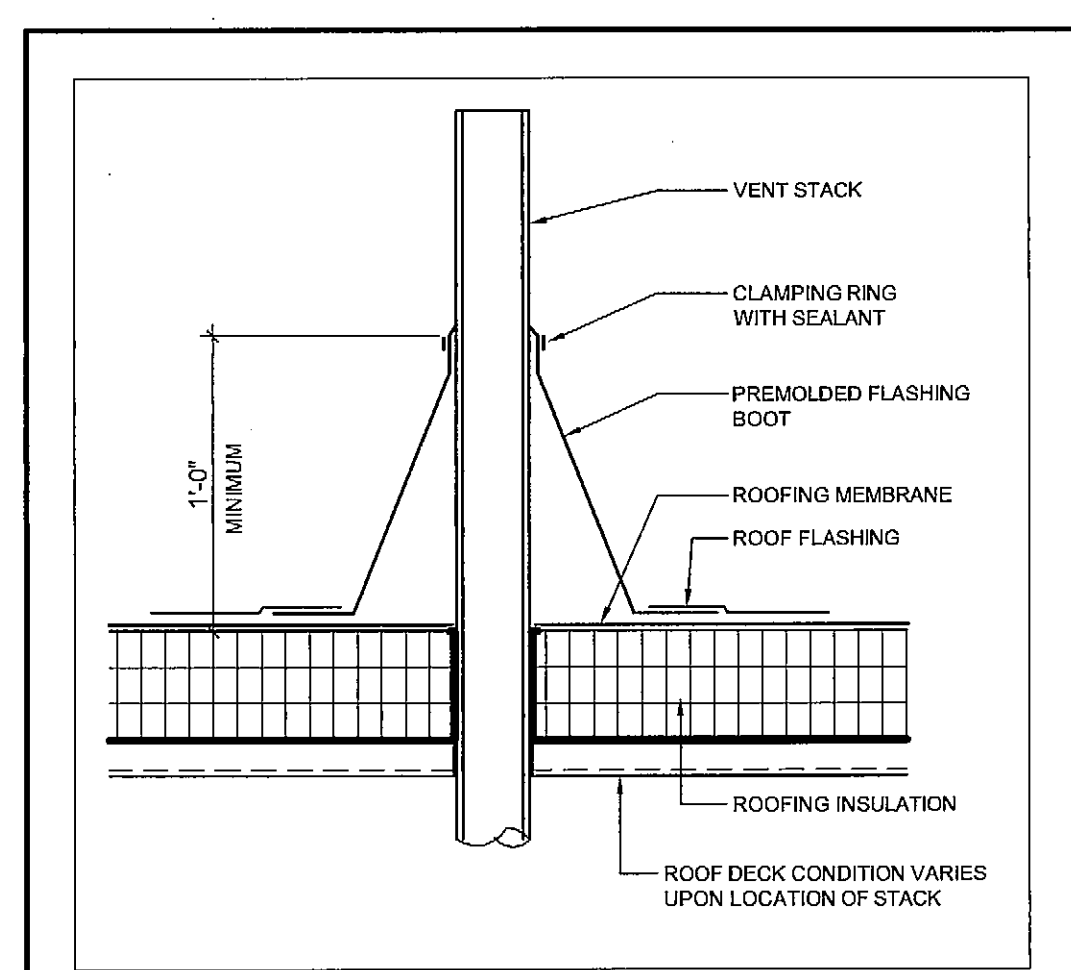 VENT STACK
CLAMPING RING
WITH SEALANT
PREMOLDED FLASHING
BOOT
1'-0"
MINIMUM
ROOFING MEMBRANE
ROOF FLASHING
ROOFING INSULATION
ROOF DECK CONDITION VARIES
UPON LOCATION OF STACK